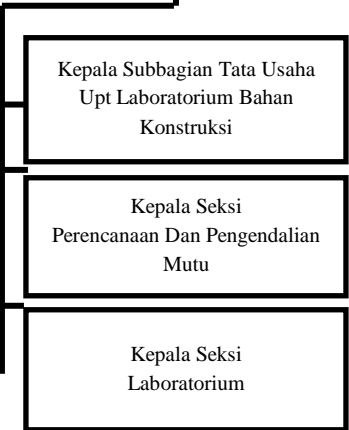 Kepala Subbagian Tata Usaha
Upt Laboratorium Bahan
Konstruksi
Kepala Seksi
Perencanaan Dan Pengendalian
Mutu
Kepala Seksi
Laboratorium